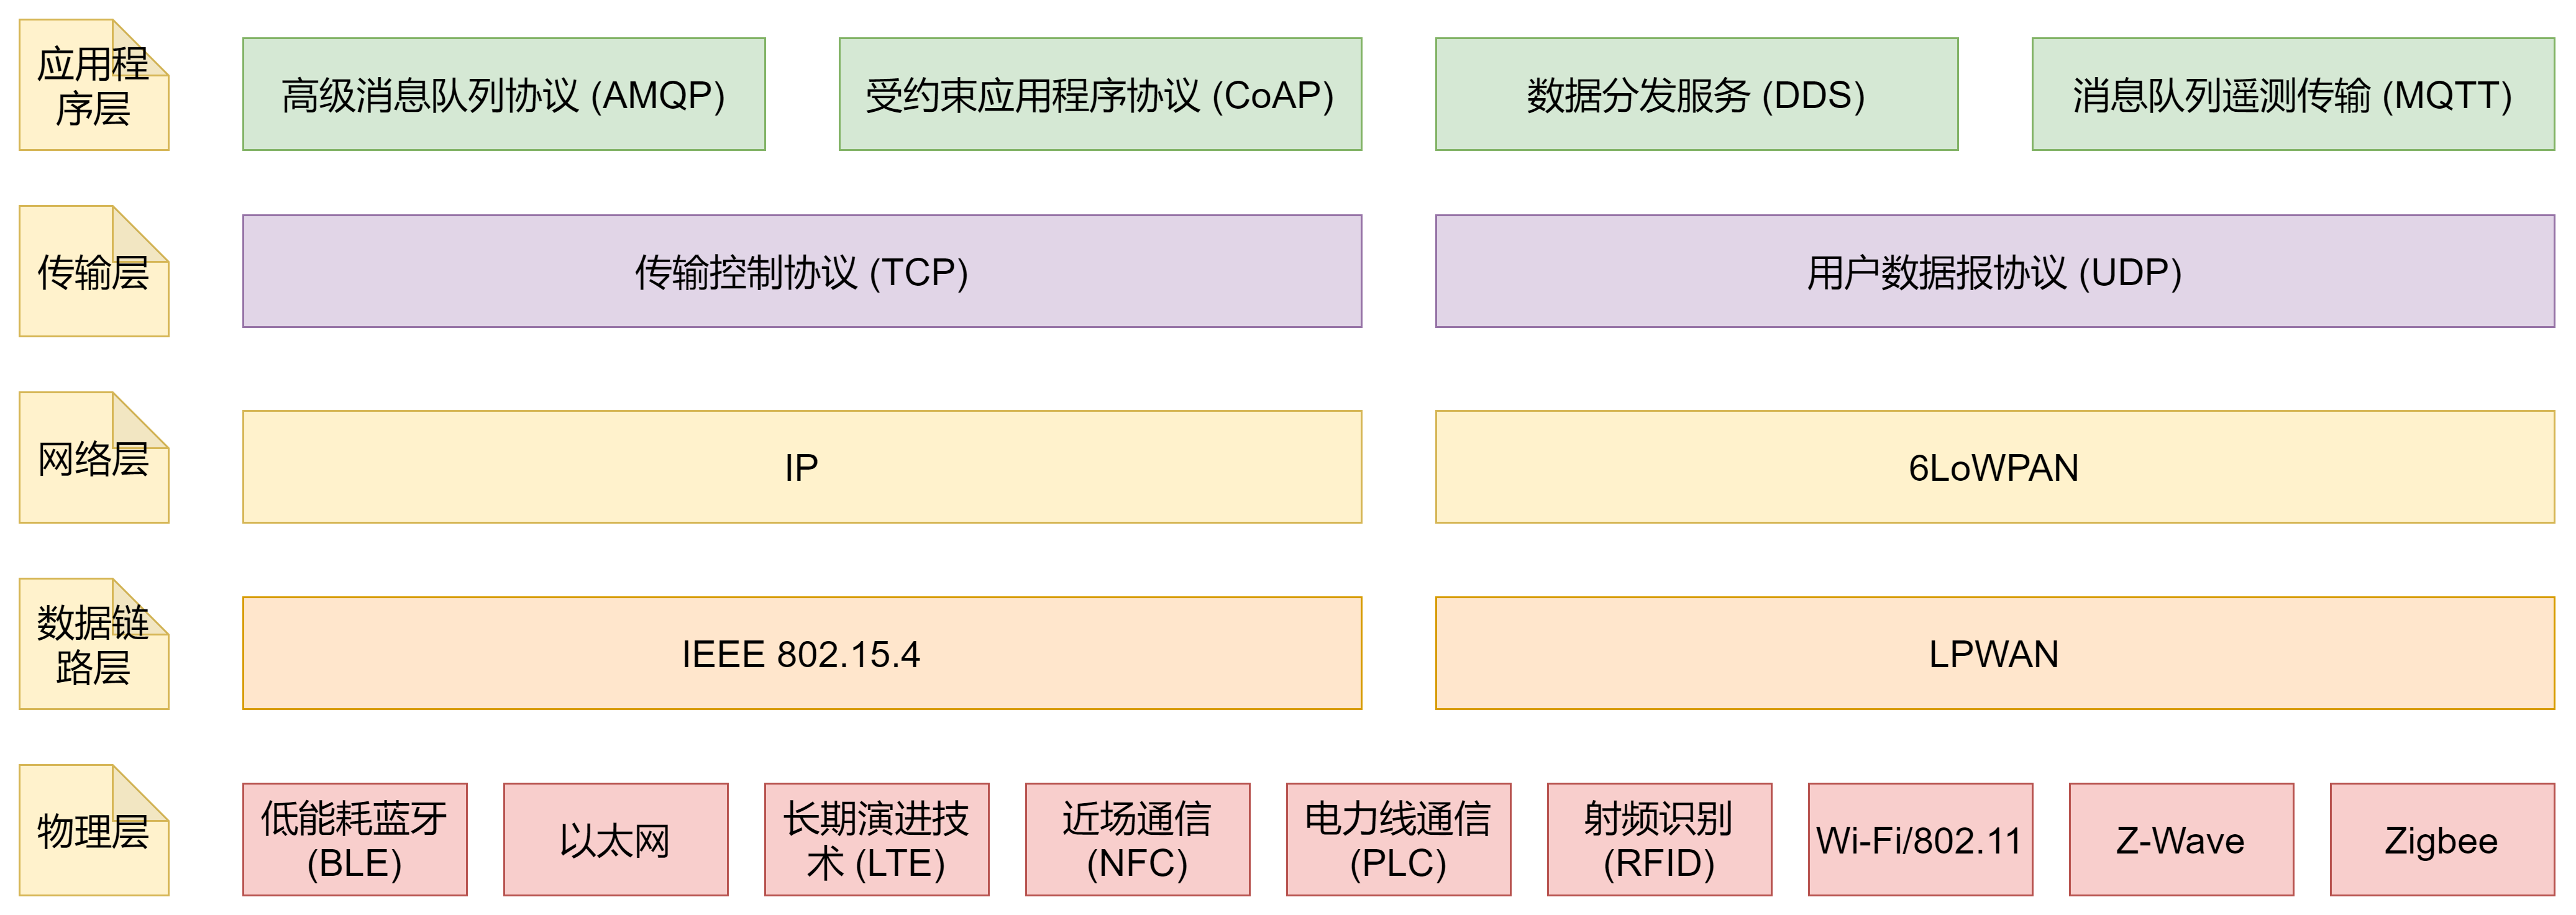 应用程
序层
高级消息队列协议 (AMQP)
受约束应用程序协议 (CoAP)
数据分发服务 (DDS)
消息队列遥测传输 (MQTT)
传输层
传输控制协议 (TCP)
用户数据报协议 (UDP)
网络层
IP
6LoWPAN
数据链
路层
IEEE 802.15.4
LPWAN
物理层
低能耗蓝牙
(BLE)
以太网
长期演进技
术 (LTE)
近场通信
(NFC)
电力线通信
(PLC)
射频识别
(RFID)
Wi-Fi/802.11
Z-Wave
Zigbee